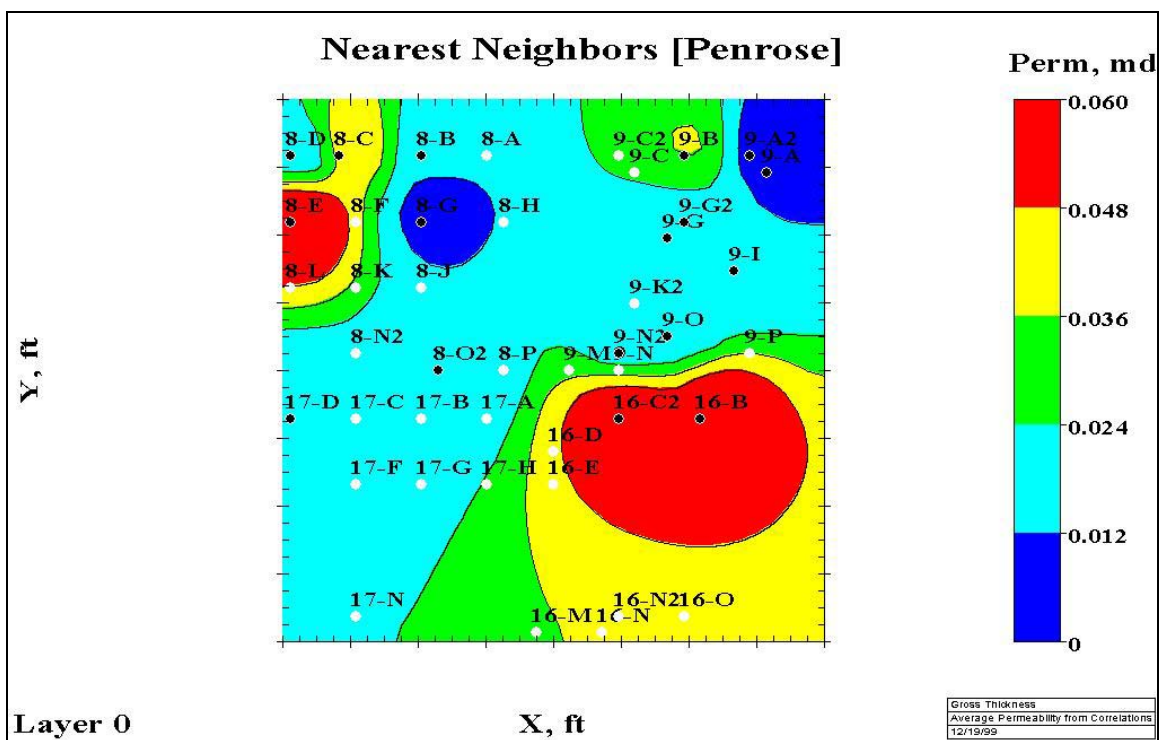 Nearest Neighbors [Penrose]
Perm, md
0.060
0.048
0.036
0.024
0.012
0
8-D
8-C
8-B
8-A
9-C2
9-B
9-A2
9-C
9-A
8-E
8-F
8-G
8-H
9-G2
9-G
9-I
8-L
8-K
8-J
9-K2
9-O
8-N2
9-N2
9-P
8-O2
8-P
9-M
9-N
17-D
17-C
17-B
17-A
16-C2
16-B
16-D
17-F
17-G
17-H
16-E
17-N
16-N2
16-O
16-M
16-N
Y, ft
X, ft
Layer 0
Gross Thickness
Average Permeability from Correlations
12/19/99